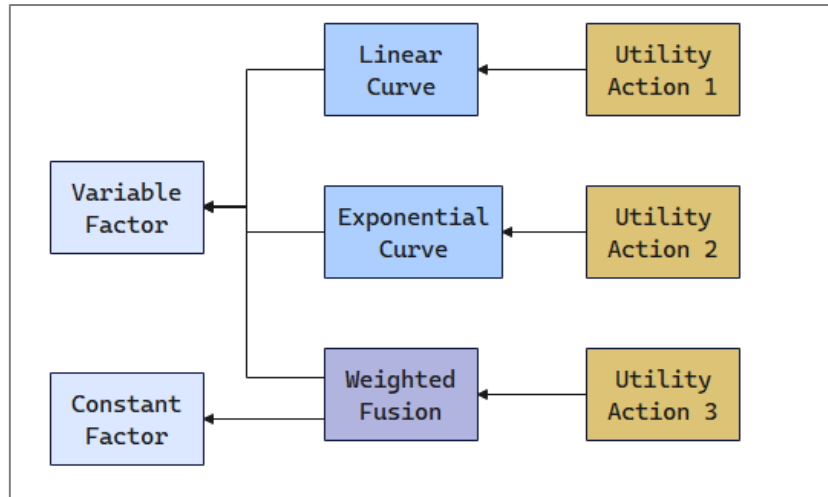 Linear
Curve
Utility
Action 1
Variable
Factor
Exponential
Curve
Utility
Action 2
Constant
Factor
Weighted
Fusion
Utility
Action 3